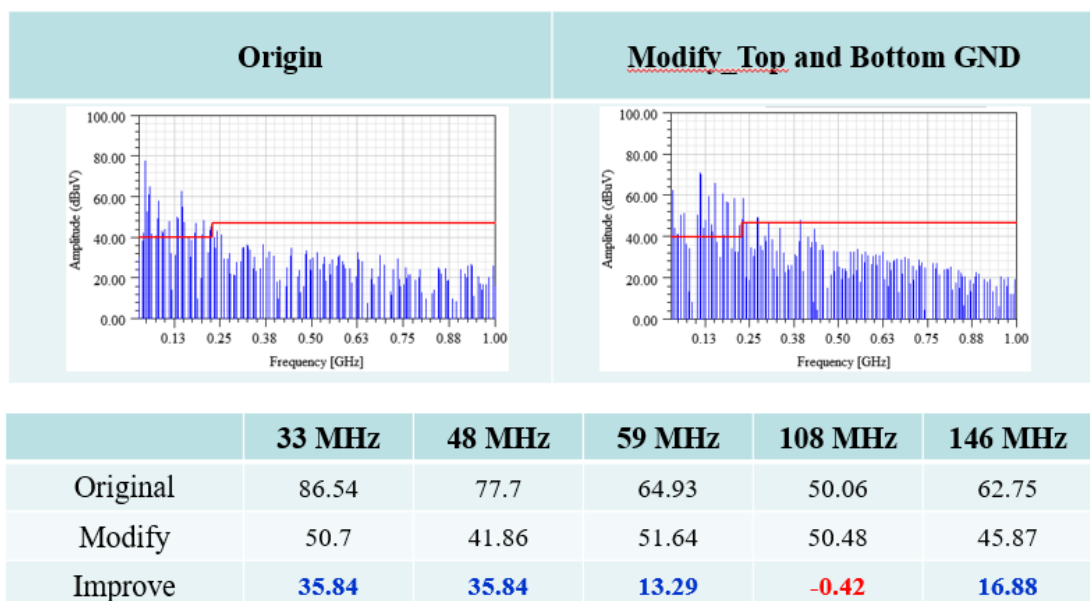 Origin
Modify_Top and Bottom GND
100.00
80.00
60.00
40.00
20.00
0.00
Amplitude (dBuV)
0.13 0.25 0.38 0.50 0.63 0.75 0.88 1.00
Frequency [GHz]
100.00
80.00
60.00
40.00
20.00
0.00
Amplitude (dBuV)
0.13 0.25 0.38 0.50 0.63 0.75 0.88 1.00
Frequency [GHz]
33 MHz 48 MHz 59 MHz 108 MHz 146 MHz
Original 86.54 77.7 64.93 50.06 62.75
Modify 50.7 41.86 51.64 50.48 45.87
Improve 35.84 35.84 13.29 -0.42 16.88